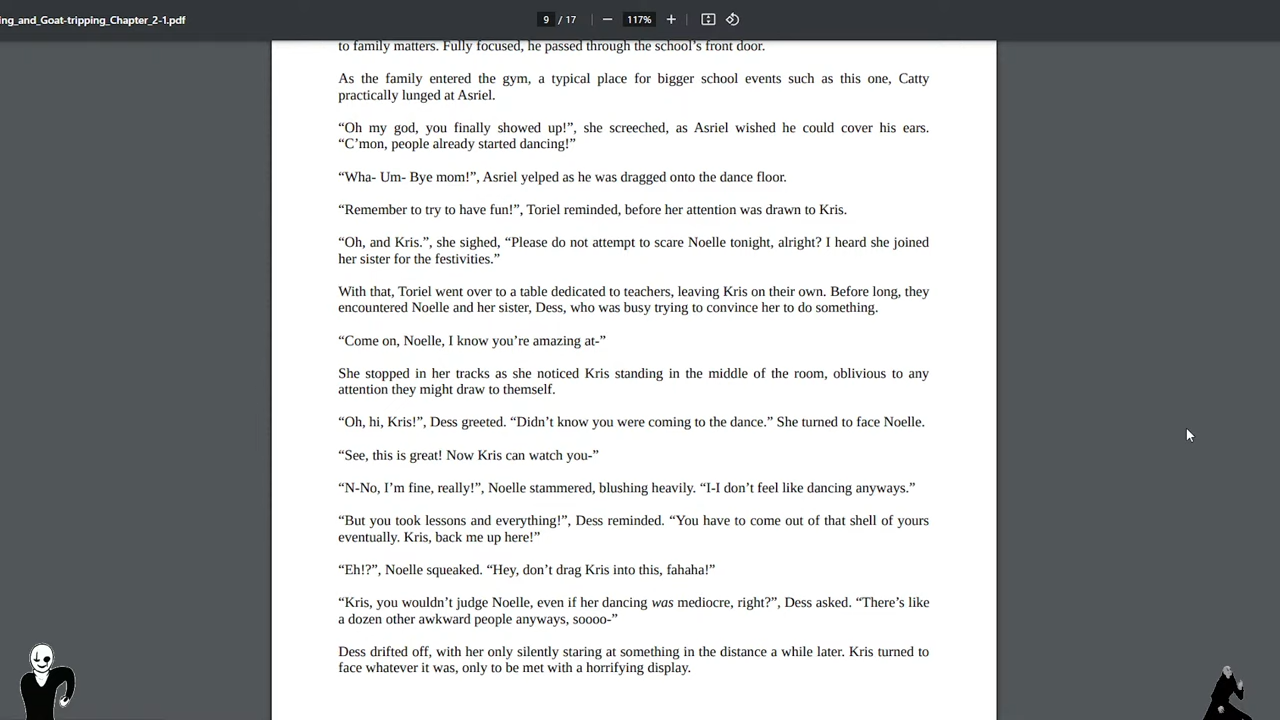 ing_and_Goat-tripping_Chapter_2-1.pdf
9 / 17
117%
to family matters. Fully focused, he passed through the school’s front door.
As the family entered the gym, a typical place for bigger school events such as this one, Catty
practically lunged at Asriel.
“Oh my god, you finally showed up!”, she screeched, as Asriel wished he could cover his ears.
“C’mon, people already started dancing!”
“Wha- Um- Bye mom!”, Asriel yelped as he was dragged onto the dance floor.
“Remember to try to have fun!”, Toriel reminded, before her attention was drawn to Kris.
“Oh, and Kris.”, she sighed, “Please do not attempt to scare Noelle tonight, alright? I heard she joined
her sister for the festivities.”
With that, Toriel went over to a table dedicated to teachers, leaving Kris on their own. Before long, they
encountered Noelle and her sister, Dess, who was busy trying to convince her to do something.
“Come on, Noelle, I know you’re amazing at-”
She stopped in her tracks as she noticed Kris standing in the middle of the room, oblivious to any
attention they might draw to themself.
“Oh, hi, Kris!”, Dess greeted. “Didn’t know you were coming to the dance.” She turned to face Noelle.
“See, this is great! Now Kris can watch you-”
“N-No, I’m fine, really!”, Noelle stammered, blushing heavily. “I-I don’t feel like dancing anyways.”
“But you took lessons and everything!”, Dess reminded. “You have to come out of that shell of yours
eventually. Kris, back me up here!”
“Eh!?”, Noelle squeaked. “Hey, don’t drag Kris into this, fahaha!”
“Kris, you wouldn’t judge Noelle, even if her dancing was mediocre, right?”, Dess asked. “There’s like
a dozen other awkward people anyways, soooo-”
Dess drifted off, with her only silently staring at something in the distance a while later. Kris turned to
face whatever it was, only to be met with a horrifying display.